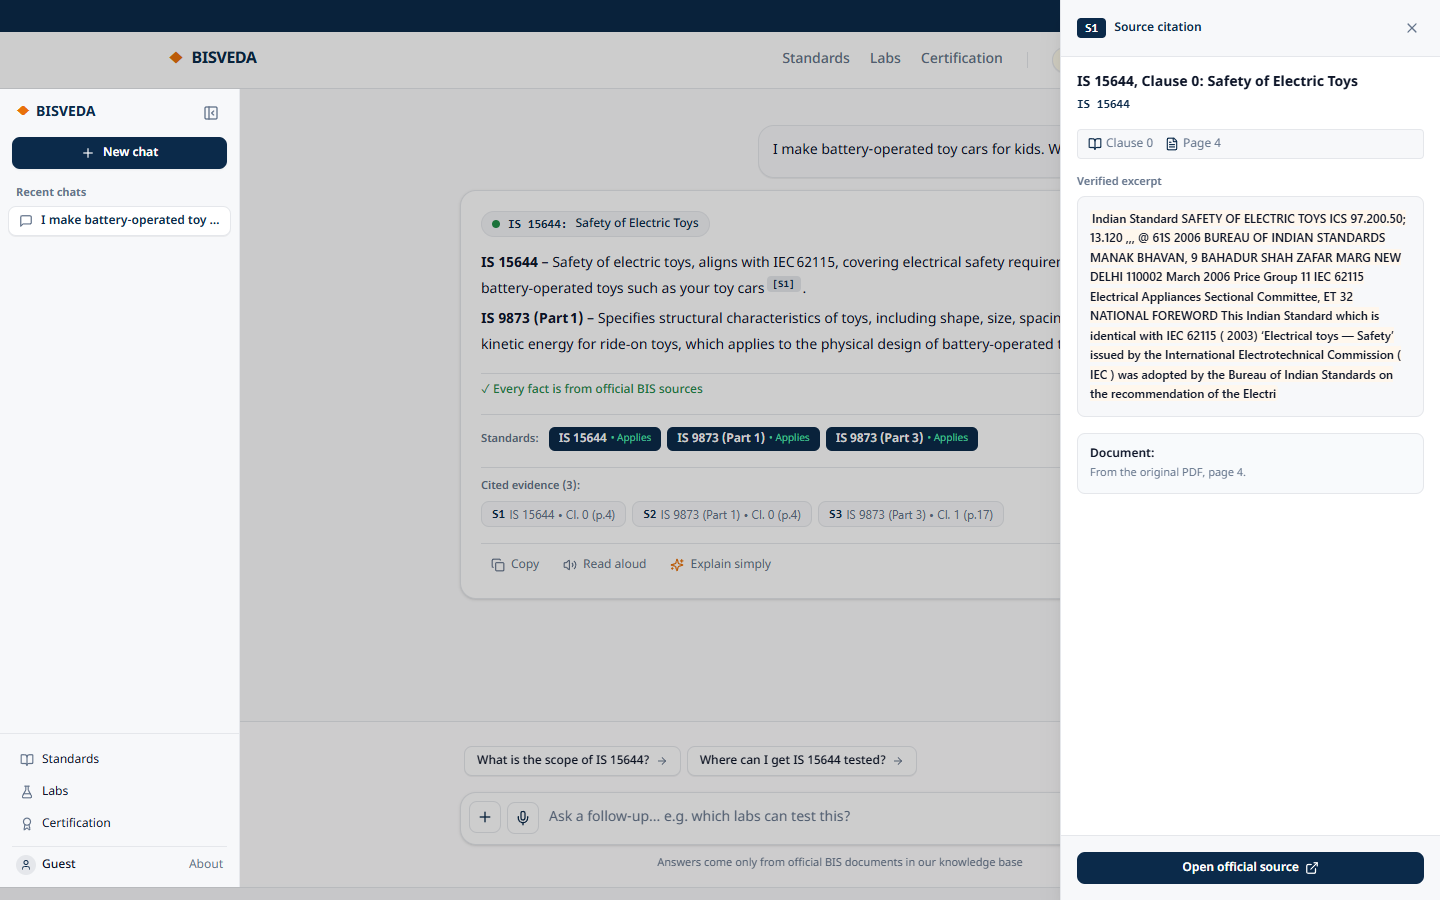 BISVEDA
Standards
Labs
Certification
BISVEDA
New chat
Recent chats
I make battery-operated toy ...
I make battery-operated toy cars for kids. W
IS 15644: Safety of Electric Toys
IS 15644 – Safety of electric toys, aligns with IEC 62115, covering electrical safety requirer
battery-operated toys such as your toy cars [S1] .
IS 9873 (Part 1) – Specifies structural characteristics of toys, including shape, size, spacin
kinetic energy for ride-on toys, which applies to the physical design of battery-operated t
✓ Every fact is from official BIS sources
Standards: IS 15644 • Applies IS 9873 (Part 1) • Applies IS 9873 (Part 3) • Applies
Cited evidence (3):
S1 IS 15644 • Cl. 0 (p.4) S2 IS 9873 (Part 1) • Cl. 0 (p.4) S3 IS 9873 (Part 3) • Cl. 1 (p.17)
Copy Read aloud Explain simply
What is the scope of IS 15644? → Where can I get IS 15644 tested? →
Ask a follow-up... e.g. which labs can test this?
Answers come only from official BIS documents in our knowledge base
Standards
Labs
Certification
Guest About
S1 Source citation
IS 15644, Clause 0: Safety of Electric Toys
IS 15644
Clause 0 Page 4
Verified excerpt
Indian Standard SAFETY OF ELECTRIC TOYS ICS 97.200.50;
13.120 ,,, @ 61S 2006 BUREAU OF INDIAN STANDARDS
MANAK BHAVAN, 9 BAHADUR SHAH ZAFAR MARG NEW
DELHI 110002 March 2006 Price Group 11 IEC 62115
Electrical Appliances Sectional Committee, ET 32
NATIONAL FOREWORD This Indian Standard which is
identical with IEC 62115 ( 2003) ‘Electrical toys — Safety’
issued by the International Electrotechnical Commission (
IEC ) was adopted by the Bureau of Indian Standards on
the recommendation of the Electri
Document:
From the original PDF, page 4.
Open official source